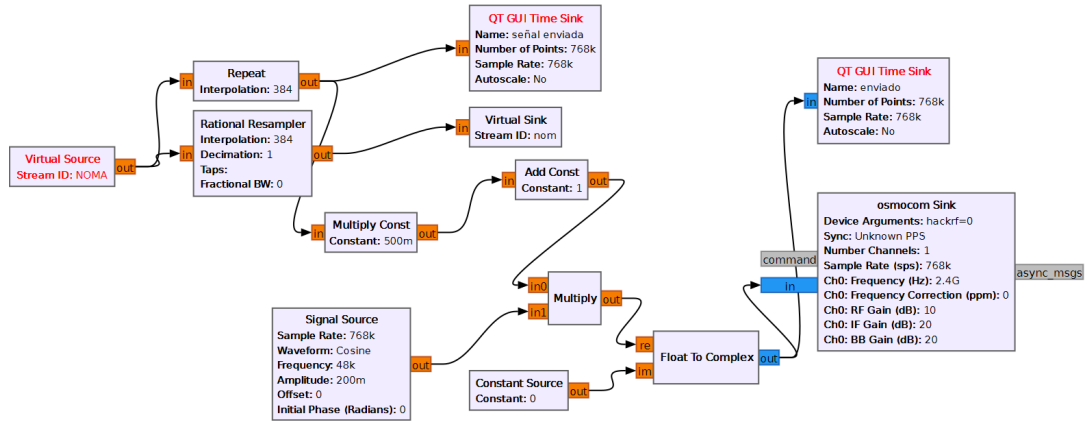 QT GUI Time Sink
Name: señal enviada
Number of Points: 768k
Sample Rate: 768k
Autoscale: No
in
Repeat
Interpolation: 384
in
out
Rational Resampler
Interpolation: 384
Decimation: 1
Taps:
Fractional BW: 0
in
out
Virtual Sink
Stream ID: nom
in
Virtual Source
Stream ID: NOMA
out
Multiply Const
Constant: 500m
in
out
Add Const
Constant: 1
in
out
Multiply
in0
in1
out
Signal Source
Sample Rate: 768k
Waveform: Cosine
Frequency: 48k
Amplitude: 200m
Offset: 0
Initial Phase (Radians): 0
out
Constant Source
Constant: 0
out
Float To Complex
re
im
out
QT GUI Time Sink
Name: enviado
Number of Points: 768k
Sample Rate: 768k
Autoscale: No
in
osmocom Sink
Device Arguments: hackrf=0
Sync: Unknown PPS
Number Channels: 1
Sample Rate (sps): 768k
Ch0: Frequency (Hz): 2.4G
Ch0: Frequency Correction (ppm): 0
Ch0: RF Gain (dB): 10
Ch0: IF Gain (dB): 20
Ch0: BB Gain (dB): 20
command
in
async_msgs